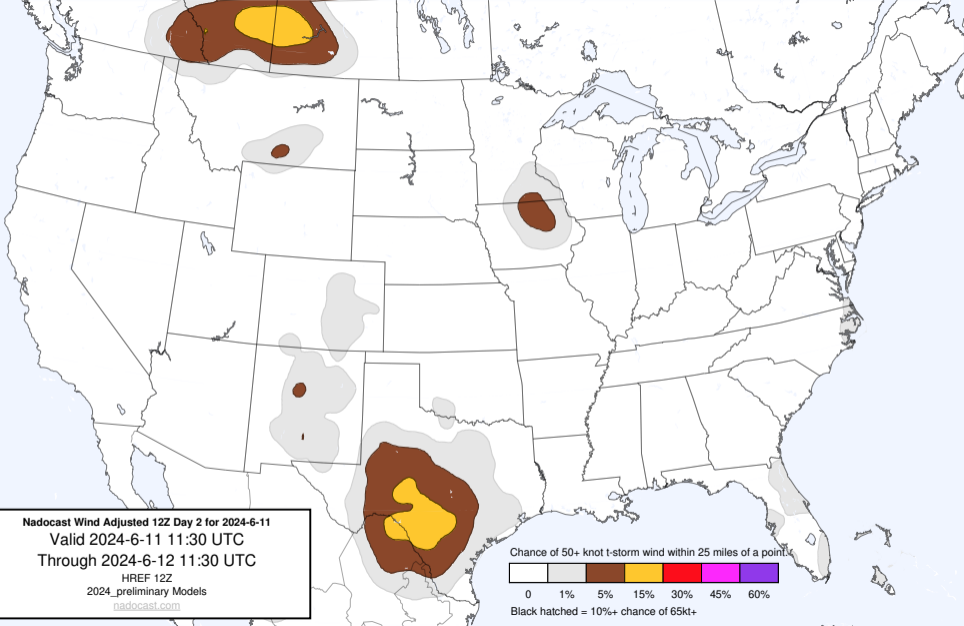 Nadocast Wind Adjusted 12Z Day 2 for 2024-6-11
Valid 2024-6-11 11:30 UTC
Through 2024-6-12 11:30 UTC
HREF 12Z
2024_preliminary Models
nadocast.com
Chance of 50+ knot t-storm wind within 25 miles of a point.
0 1% 5% 15% 30% 45% 60%
Black hatched = 10%+ chance of 65kt+